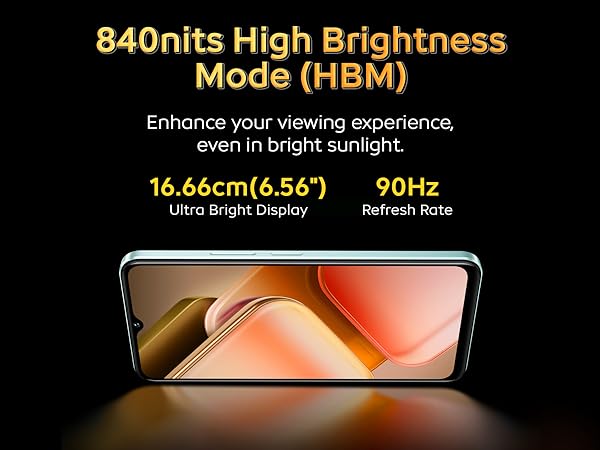 840nits High Brightness
Mode (HBM)
Enhance your viewing experience,
even in bright sunlight.
16.66cm(6.56") 90Hz
Ultra Bright Display Refresh Rate